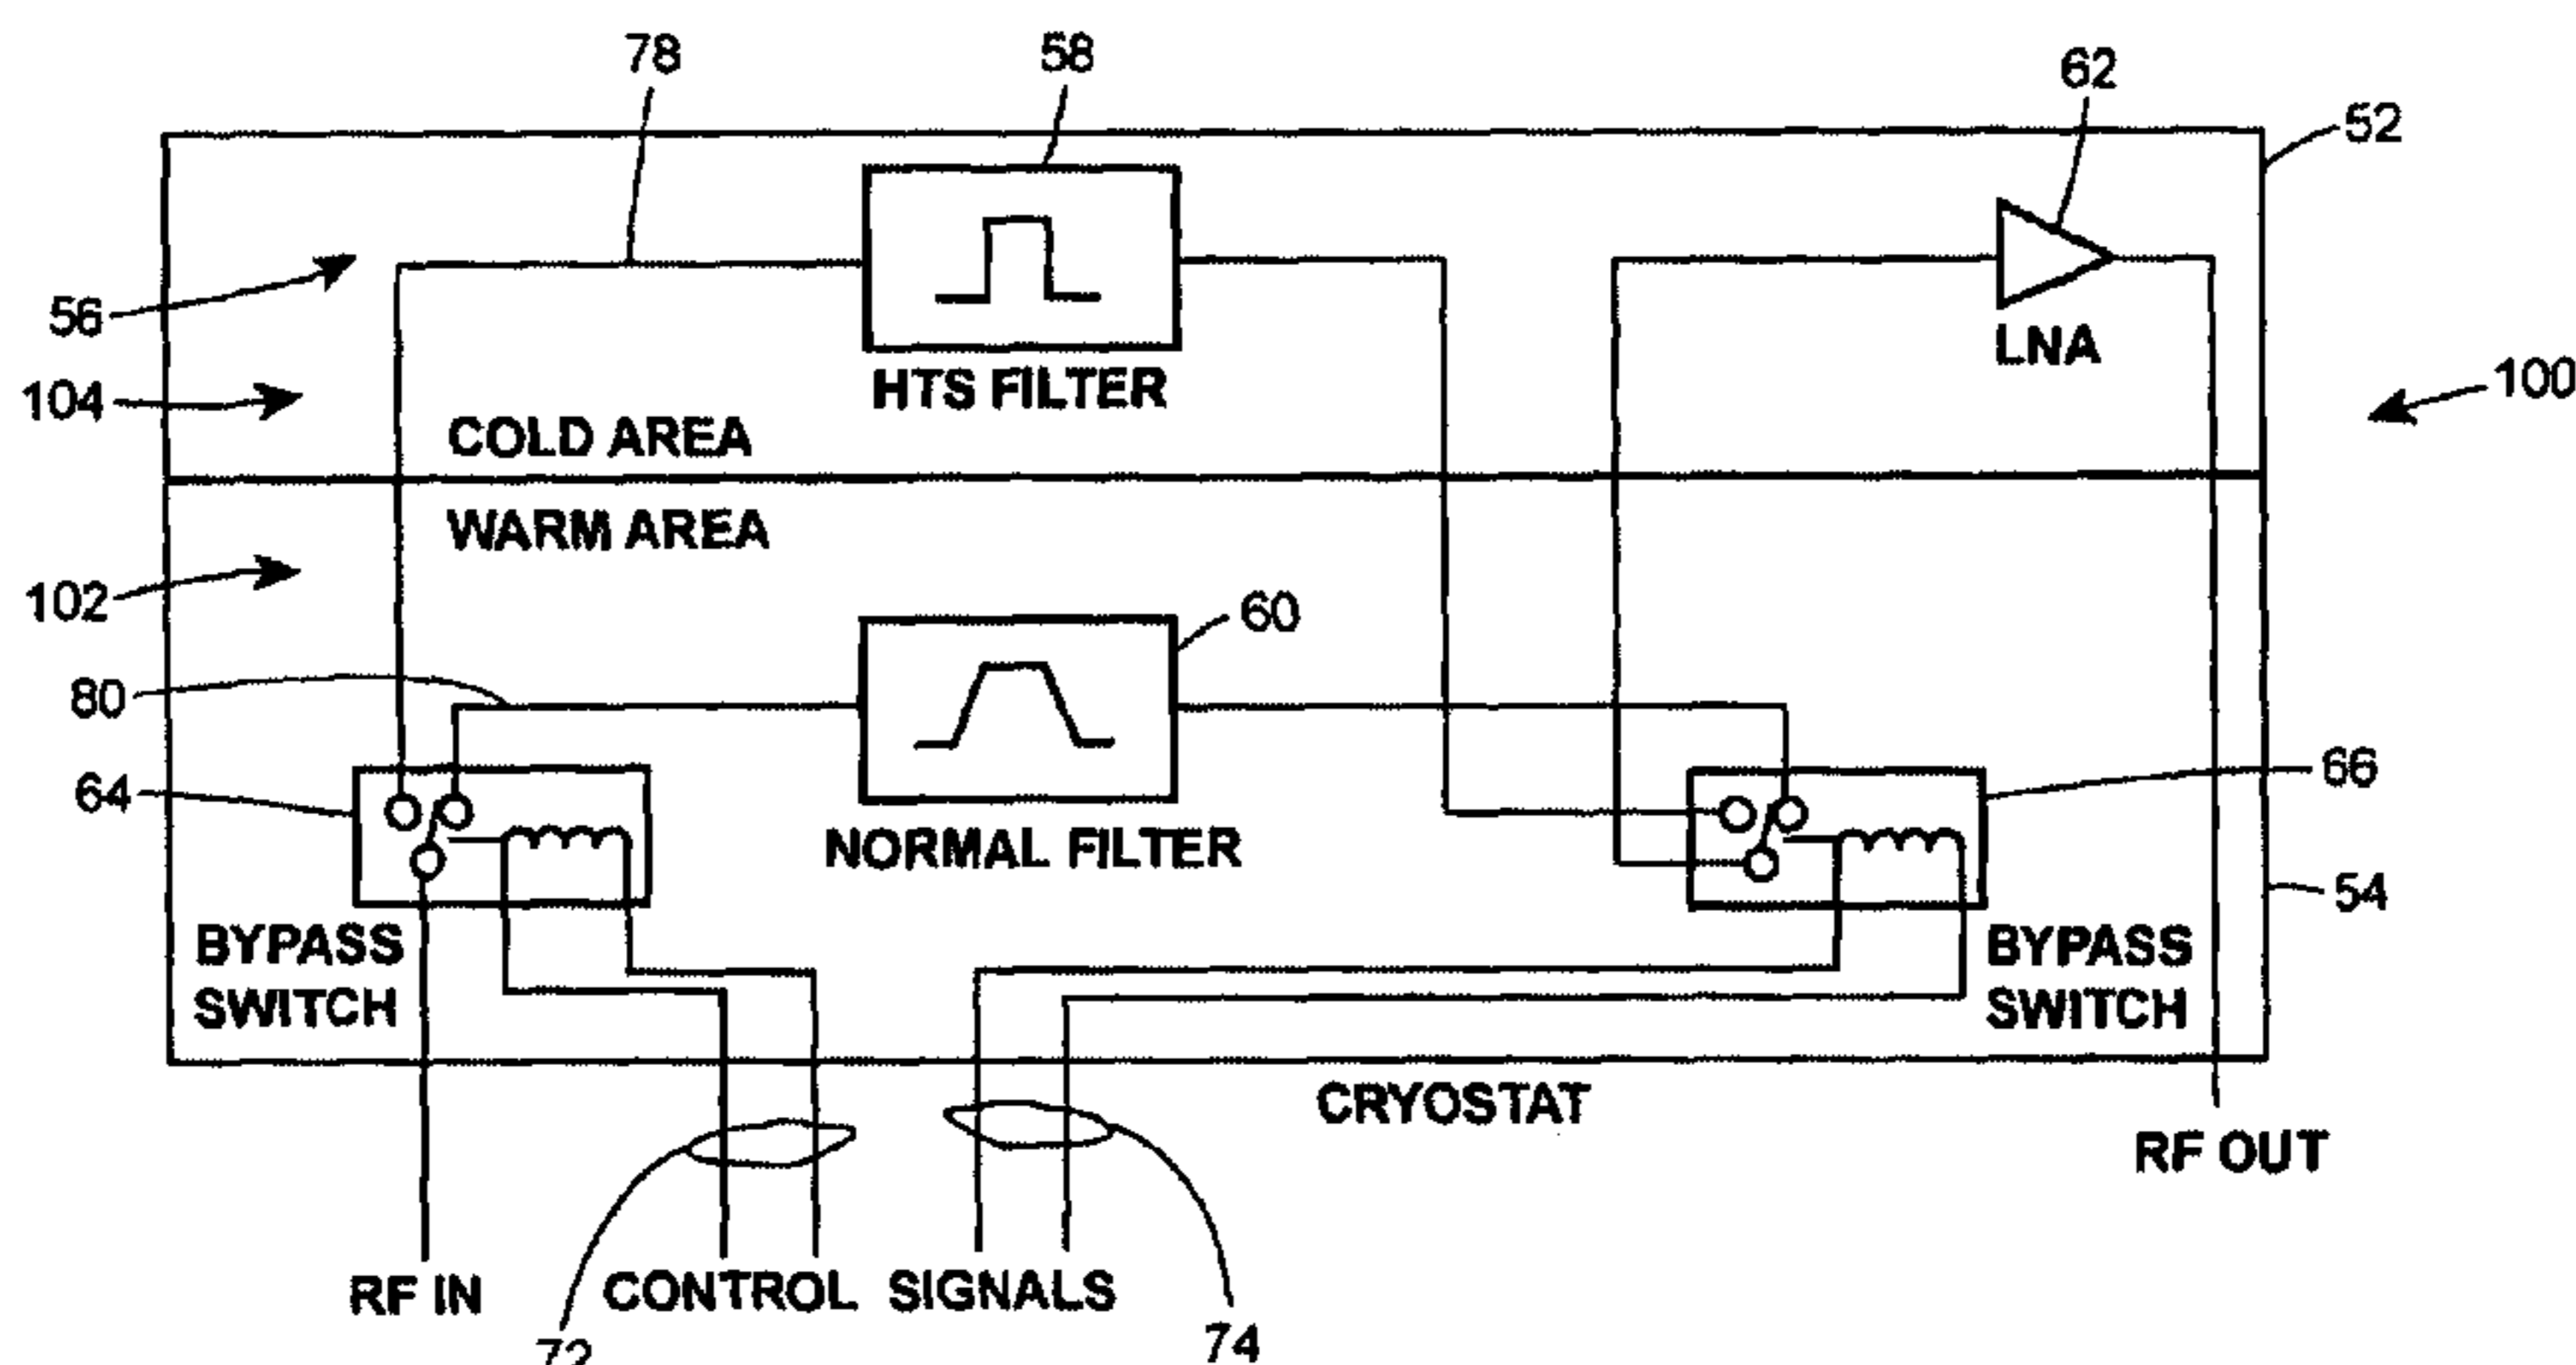 78
58
62
52
56
HTS FILTER
LNA
104
100
COLD AREA
WARM AREA
102
60
80
64
66
NORMAL FILTER
54
BYPASS
SWITCH
BYPASS
SWITCH
CRYOSTAT
RF OUT
RF IN
CONTROL SIGNALS
72
74